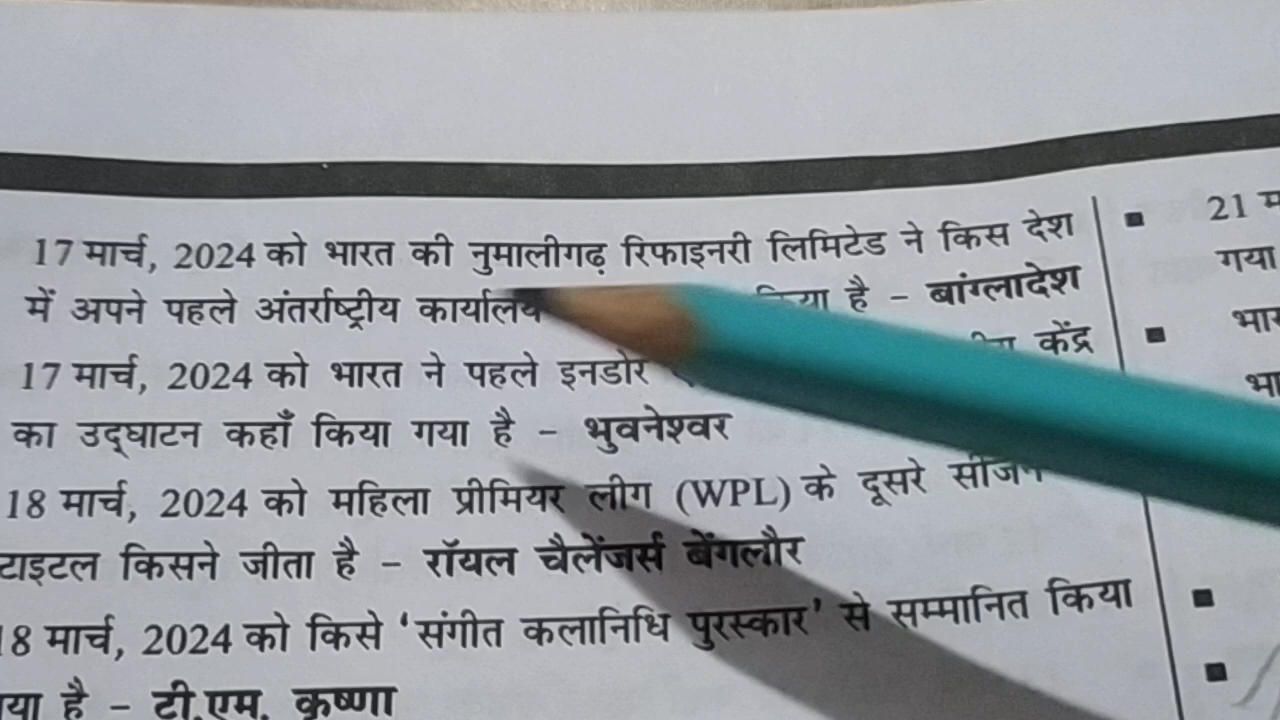 17 मार्च, 2024 को भारत की नुमालीगढ़ रिफाइनरी लिमिटेड ने किस देश
में अपने पहले अंतर्राष्ट्रीय कार्यालय है – बांग्लादेश
17 मार्च, 2024 को भारत ने पहले इनडोर केंद्र
का उद्घाटन कहाँ किया गया है – भुवनेश्वर
18 मार्च, 2024 को महिला प्रीमियर लीग (WPL) के दूसरे सीजन
टाइटल किसने जीता है – रॉयल चैलेंजर्स बेंगलौर
18 मार्च, 2024 को किसे ‘संगीत कलानिधि पुरस्कार’ से सम्मानित किया
गया है – टी.एम. कृष्णा
21
गया